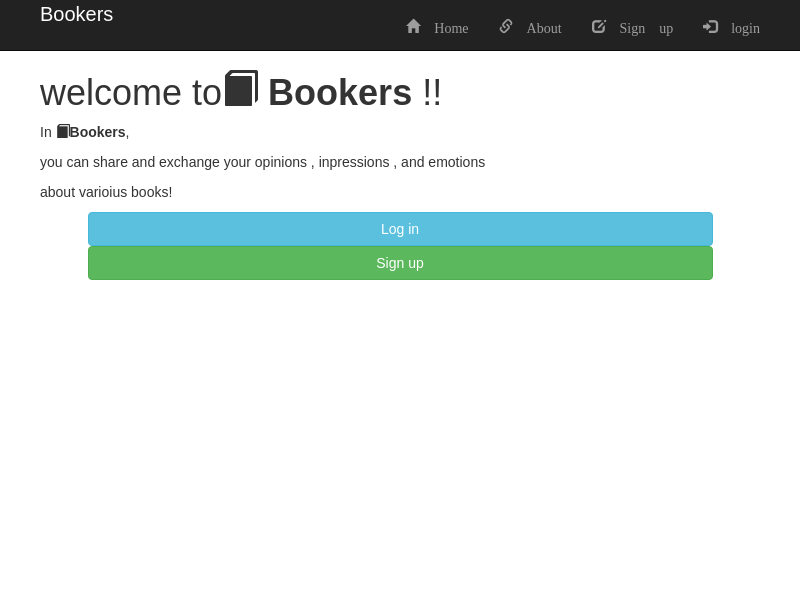 Bookers
Home About Sign up login
welcome to Bookers !!
In Bookers,
you can share and exchange your opinions , inpressions , and emotions
about varioius books!
Log in
Sign up